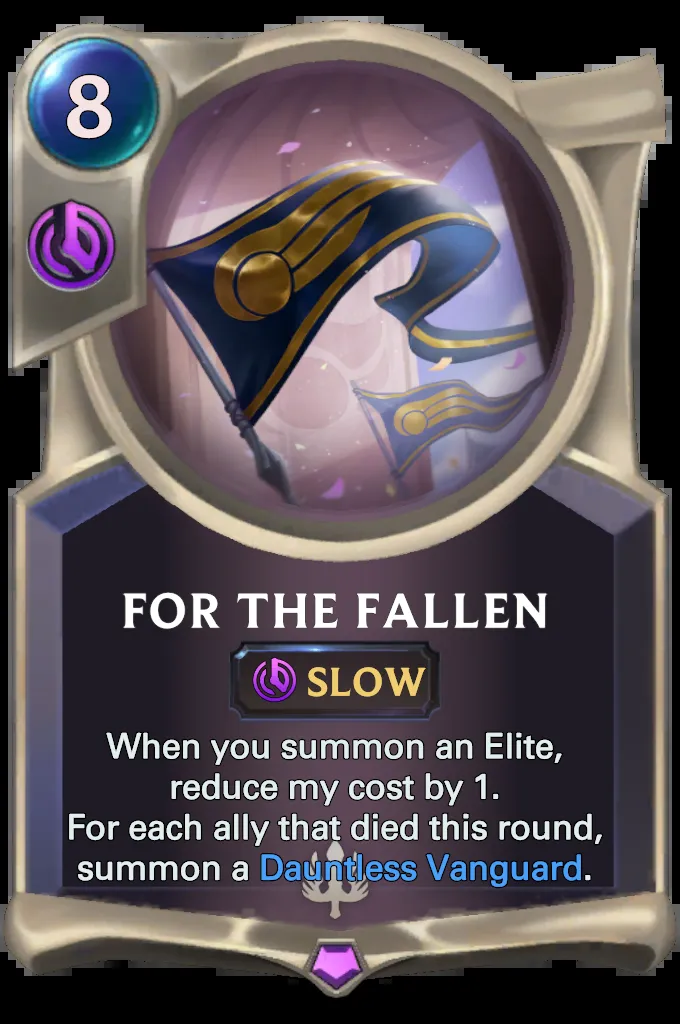 8
FOR THE FALLEN
SLOW
When you summon an Elite,
reduce my cost by 1.
For each ally that died this round,
summon a Dauntless Vanguard.